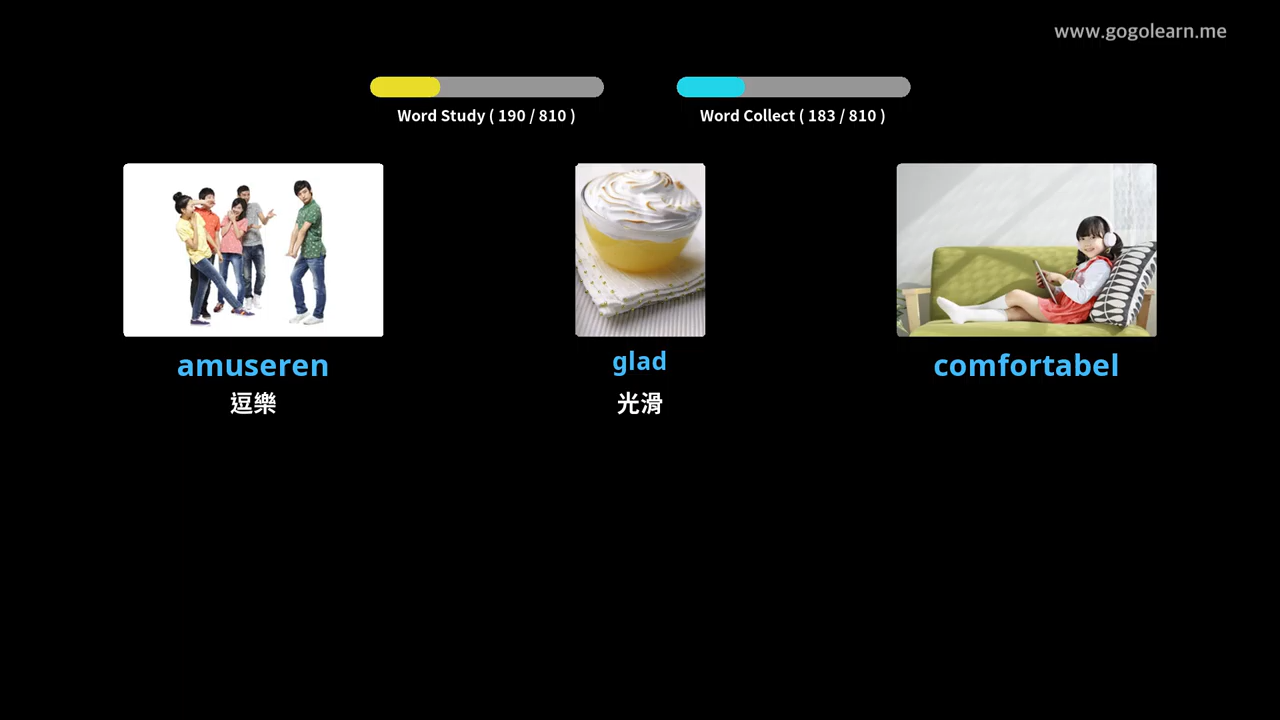 www.gogolearn.me
Word Study ( 190 / 810 )
Word Collect ( 183 / 810 )
amuseren
逗樂
glad
光滑
comfortabel